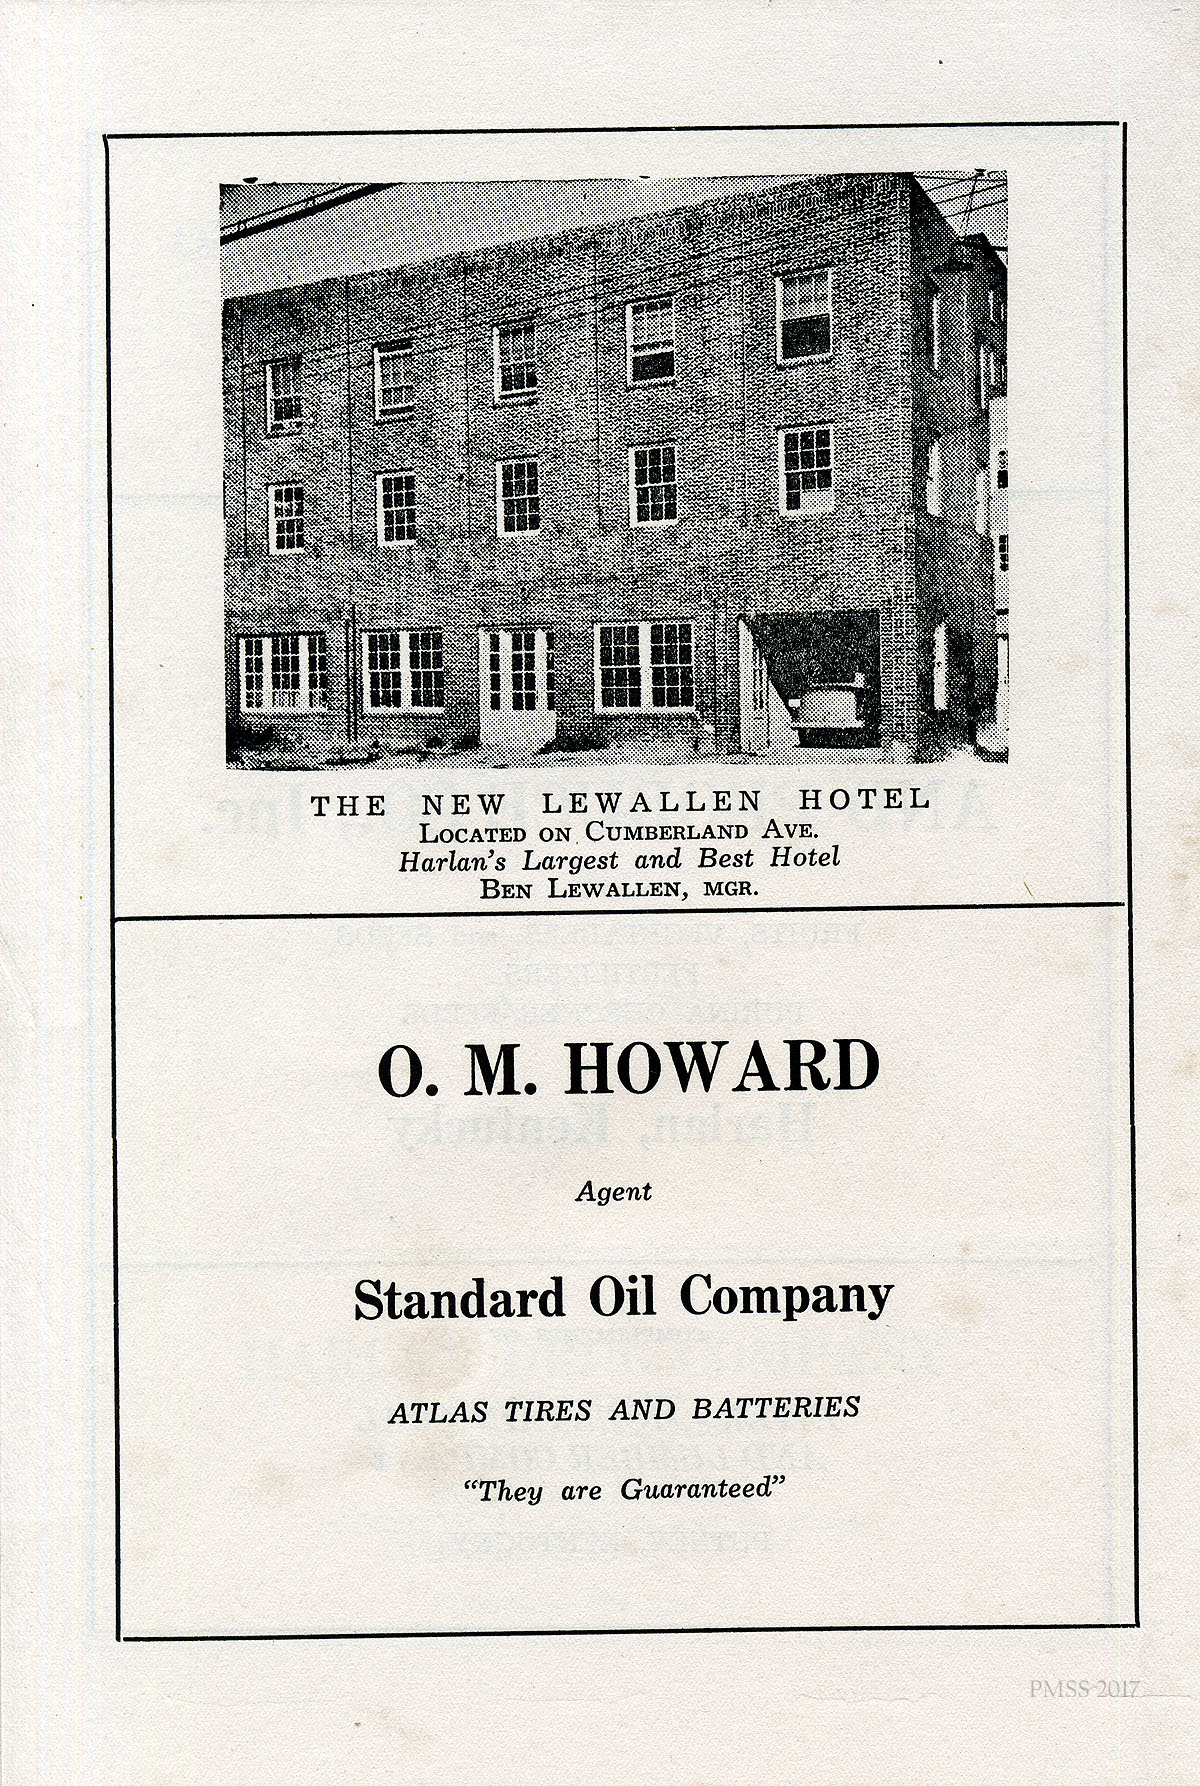 THE NEW LEWALLEN HOTEL
LOCATED ON CUMBERLAND AVE.
Harlan's Largest and Best Hotel
BEN LEWALLEN, MGR.
O. M. HOWARD
Agent
Standard Oil Company
ATLAS TIRES AND BATTERIES
"They are Guaranteed"
PMSS 2017